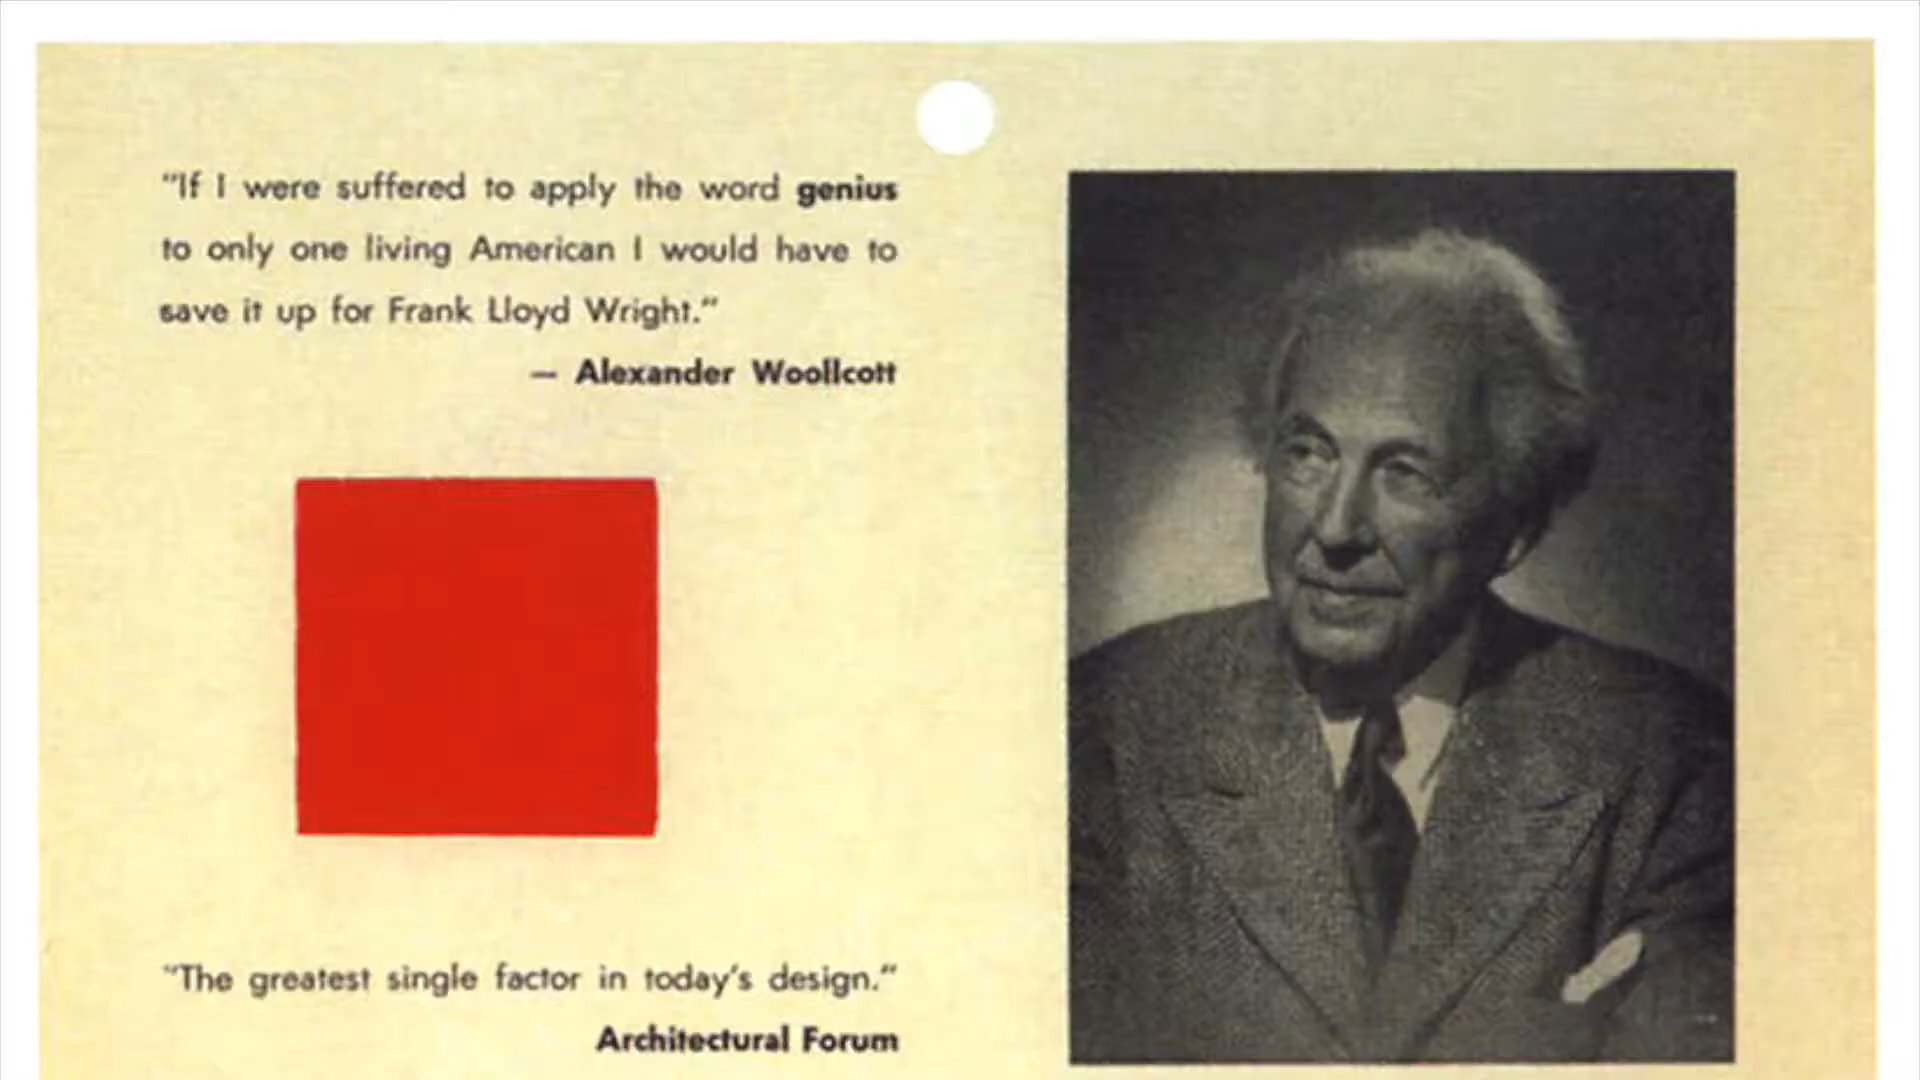 "If I were suffered to apply the word genius
to only one living American I would have to
save it up for Frank Lloyd Wright."
— Alexander Woollcott
"The greatest single factor in today's design."
Architectural Forum